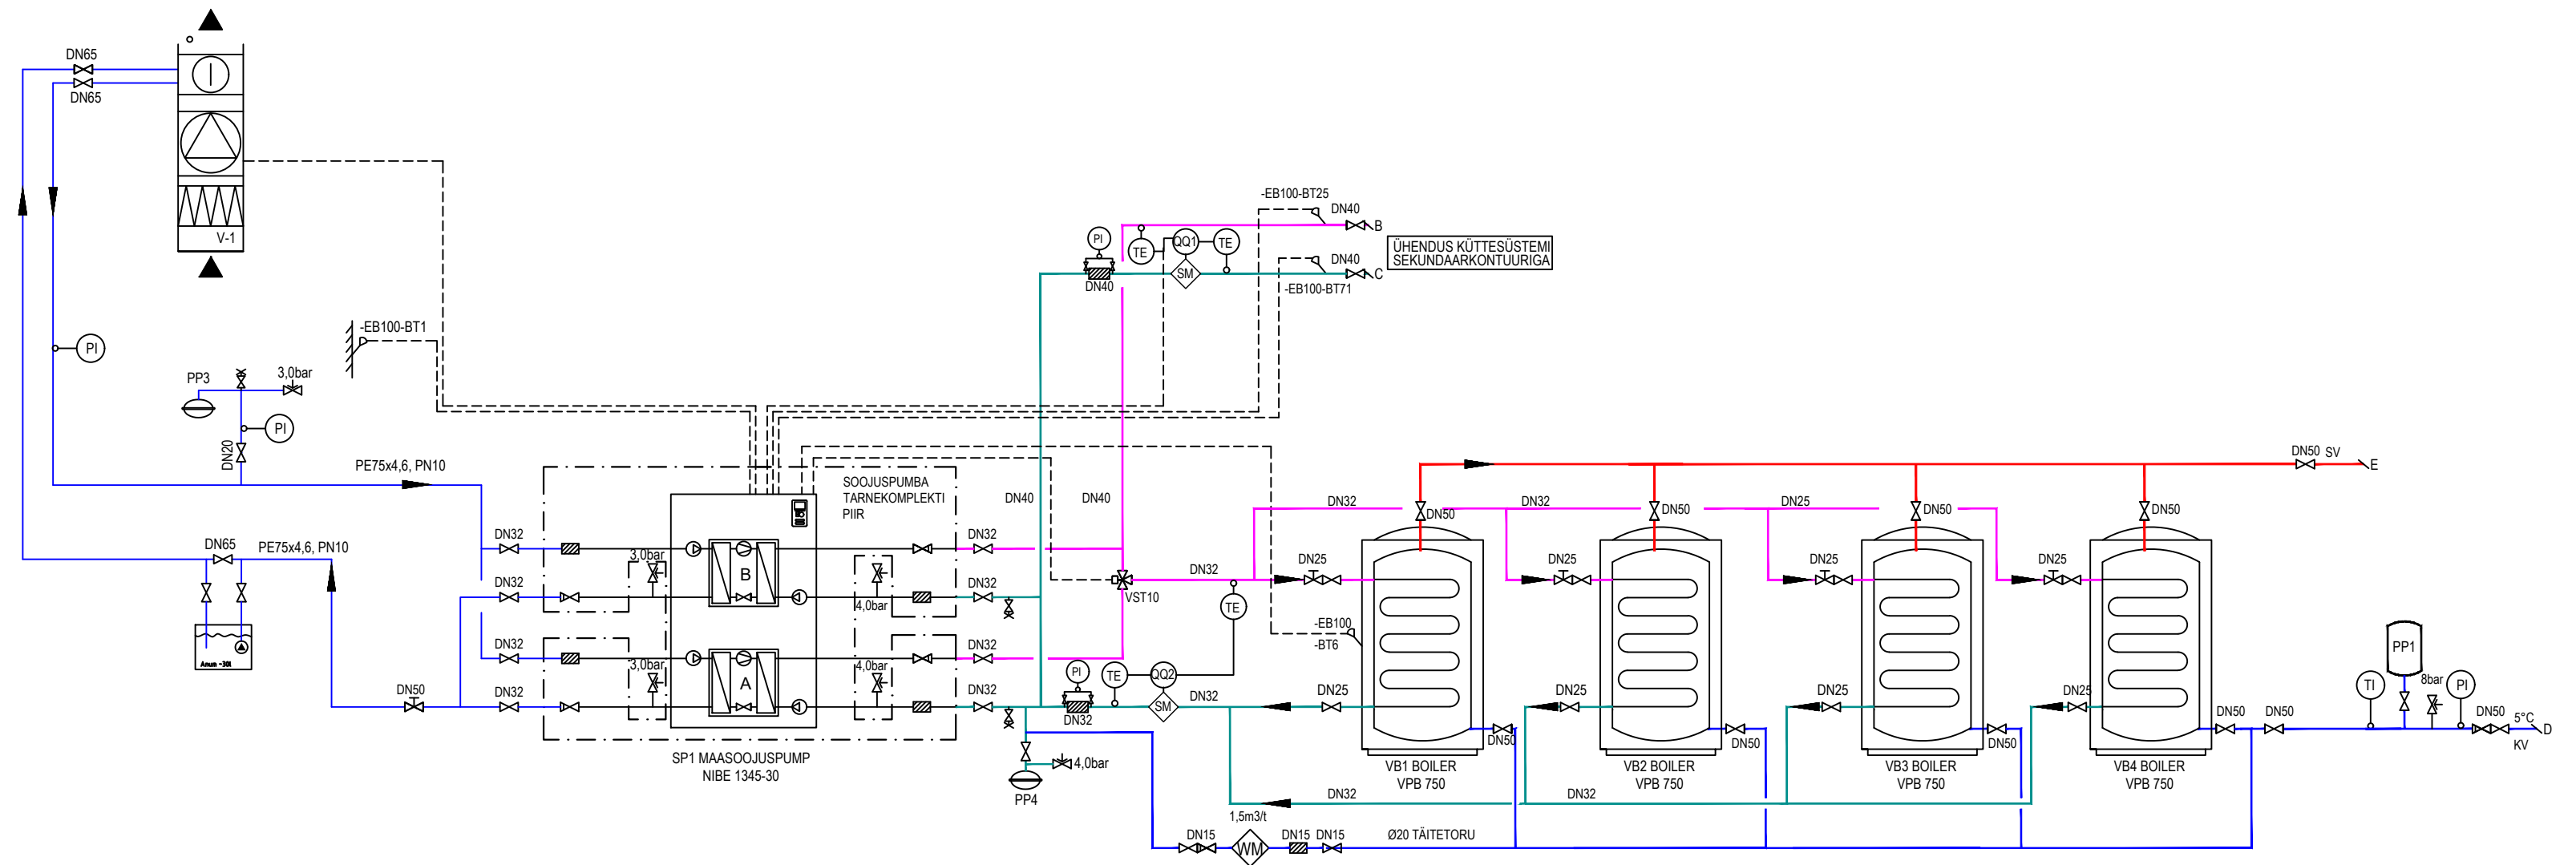 DN65
DN65
V-1
PI
-EB100-BT1
PP3
3,0bar
PI
DN20
PE75x4,6, PN10
DN65
PE75x4,6, PN10
Anum ~30l
DN50
DN32
DN32
DN32
DN32
SOOJUSPUMBA
TARNEKOMPLEKTI
PIIR
3,0bar
B
4,0bar
3,0bar
A
4,0bar
SP1 MAASOOJUSPUMP
NIBE 1345-30
DN32
DN32
DN32
DN32
DN40
DN40
-EB100-BT25
DN40
B
PI
TE
QQ1
TE
SM
DN40
DN40
C
-EB100-BT71
ÜHENDUS KÜTTESÜSTEMI
SEKUNDAARKONTUURIGA
VST10
DN32
TE
-EB100
-BT6
PI
TE
QQ2
SM
DN32
DN32
PP4
4,0bar
DN32
DN32
DN25
DN50
DN50
DN50
DN50
DN50 SV
E
DN25
DN25
DN25
DN25
DN25
DN25
DN25
DN25
DN50
DN50
DN50
DN50
DN50
VB1 BOILER
VPB 750
VB2 BOILER
VPB 750
VB3 BOILER
VPB 750
VB4 BOILER
VPB 750
PP1
TI
8bar
PI
DN50
5°C
D
KV
DN32
DN32
1,5m3/t
DN15
WM
DN15
DN15
Ø20 TÄITETORU